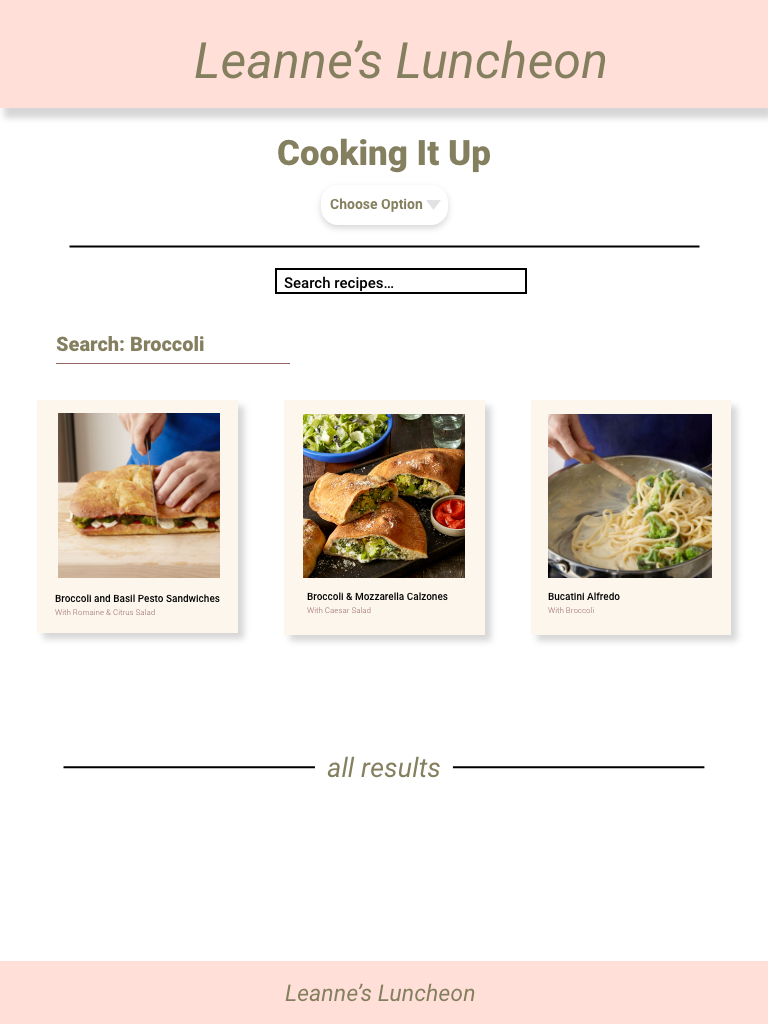 Leanne’s Luncheon
Cooking It Up
Choose Option
Search recipes…
Search: Broccoli
Broccoli and Basil Pesto Sandwiches
With Romaine & Citrus Salad
Broccoli & Mozzarella Calzones
With Caesar Salad
Bucatini Alfredo
With Broccoli
all results
Leanne’s Luncheon